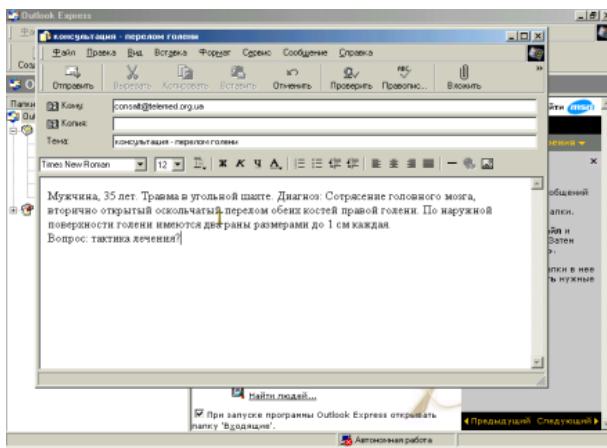 Outlook Express
консультация - перелом голени
Файл Правка Вид Вставка Формат Сервис Сообщение Справка
Отправить Вырезать Копировать Вставить Отменить Проверить Правопис... Вложить
Кому: consalt@telemed.org.ua
Копия:
Тема: консультация - перелом голени
Times New Roman 12 Ж К Ч А
Мужчина, 35 лет. Травма в угольной шахте. Диагноз: Сотрясение головного мозга,
вторично открытый оскольчатый перелом обеих костей правой голени. По наружной
поверхности голени имеются два раны размерами до 1 см каждая
Вопрос: тактика лечения?
Найти людей...
При запуске программы Outlook Express открывать
папку 'Входящие'.
Предыдущий Следующий
Автономная работа